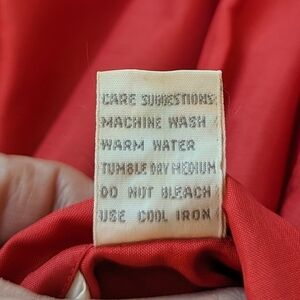 CARE SUGGESTIONS
MACHINE WASH
WARM WATER
TUMBLE DRY MEDIUM
DO NOT BLEACH
USE COOL IRON